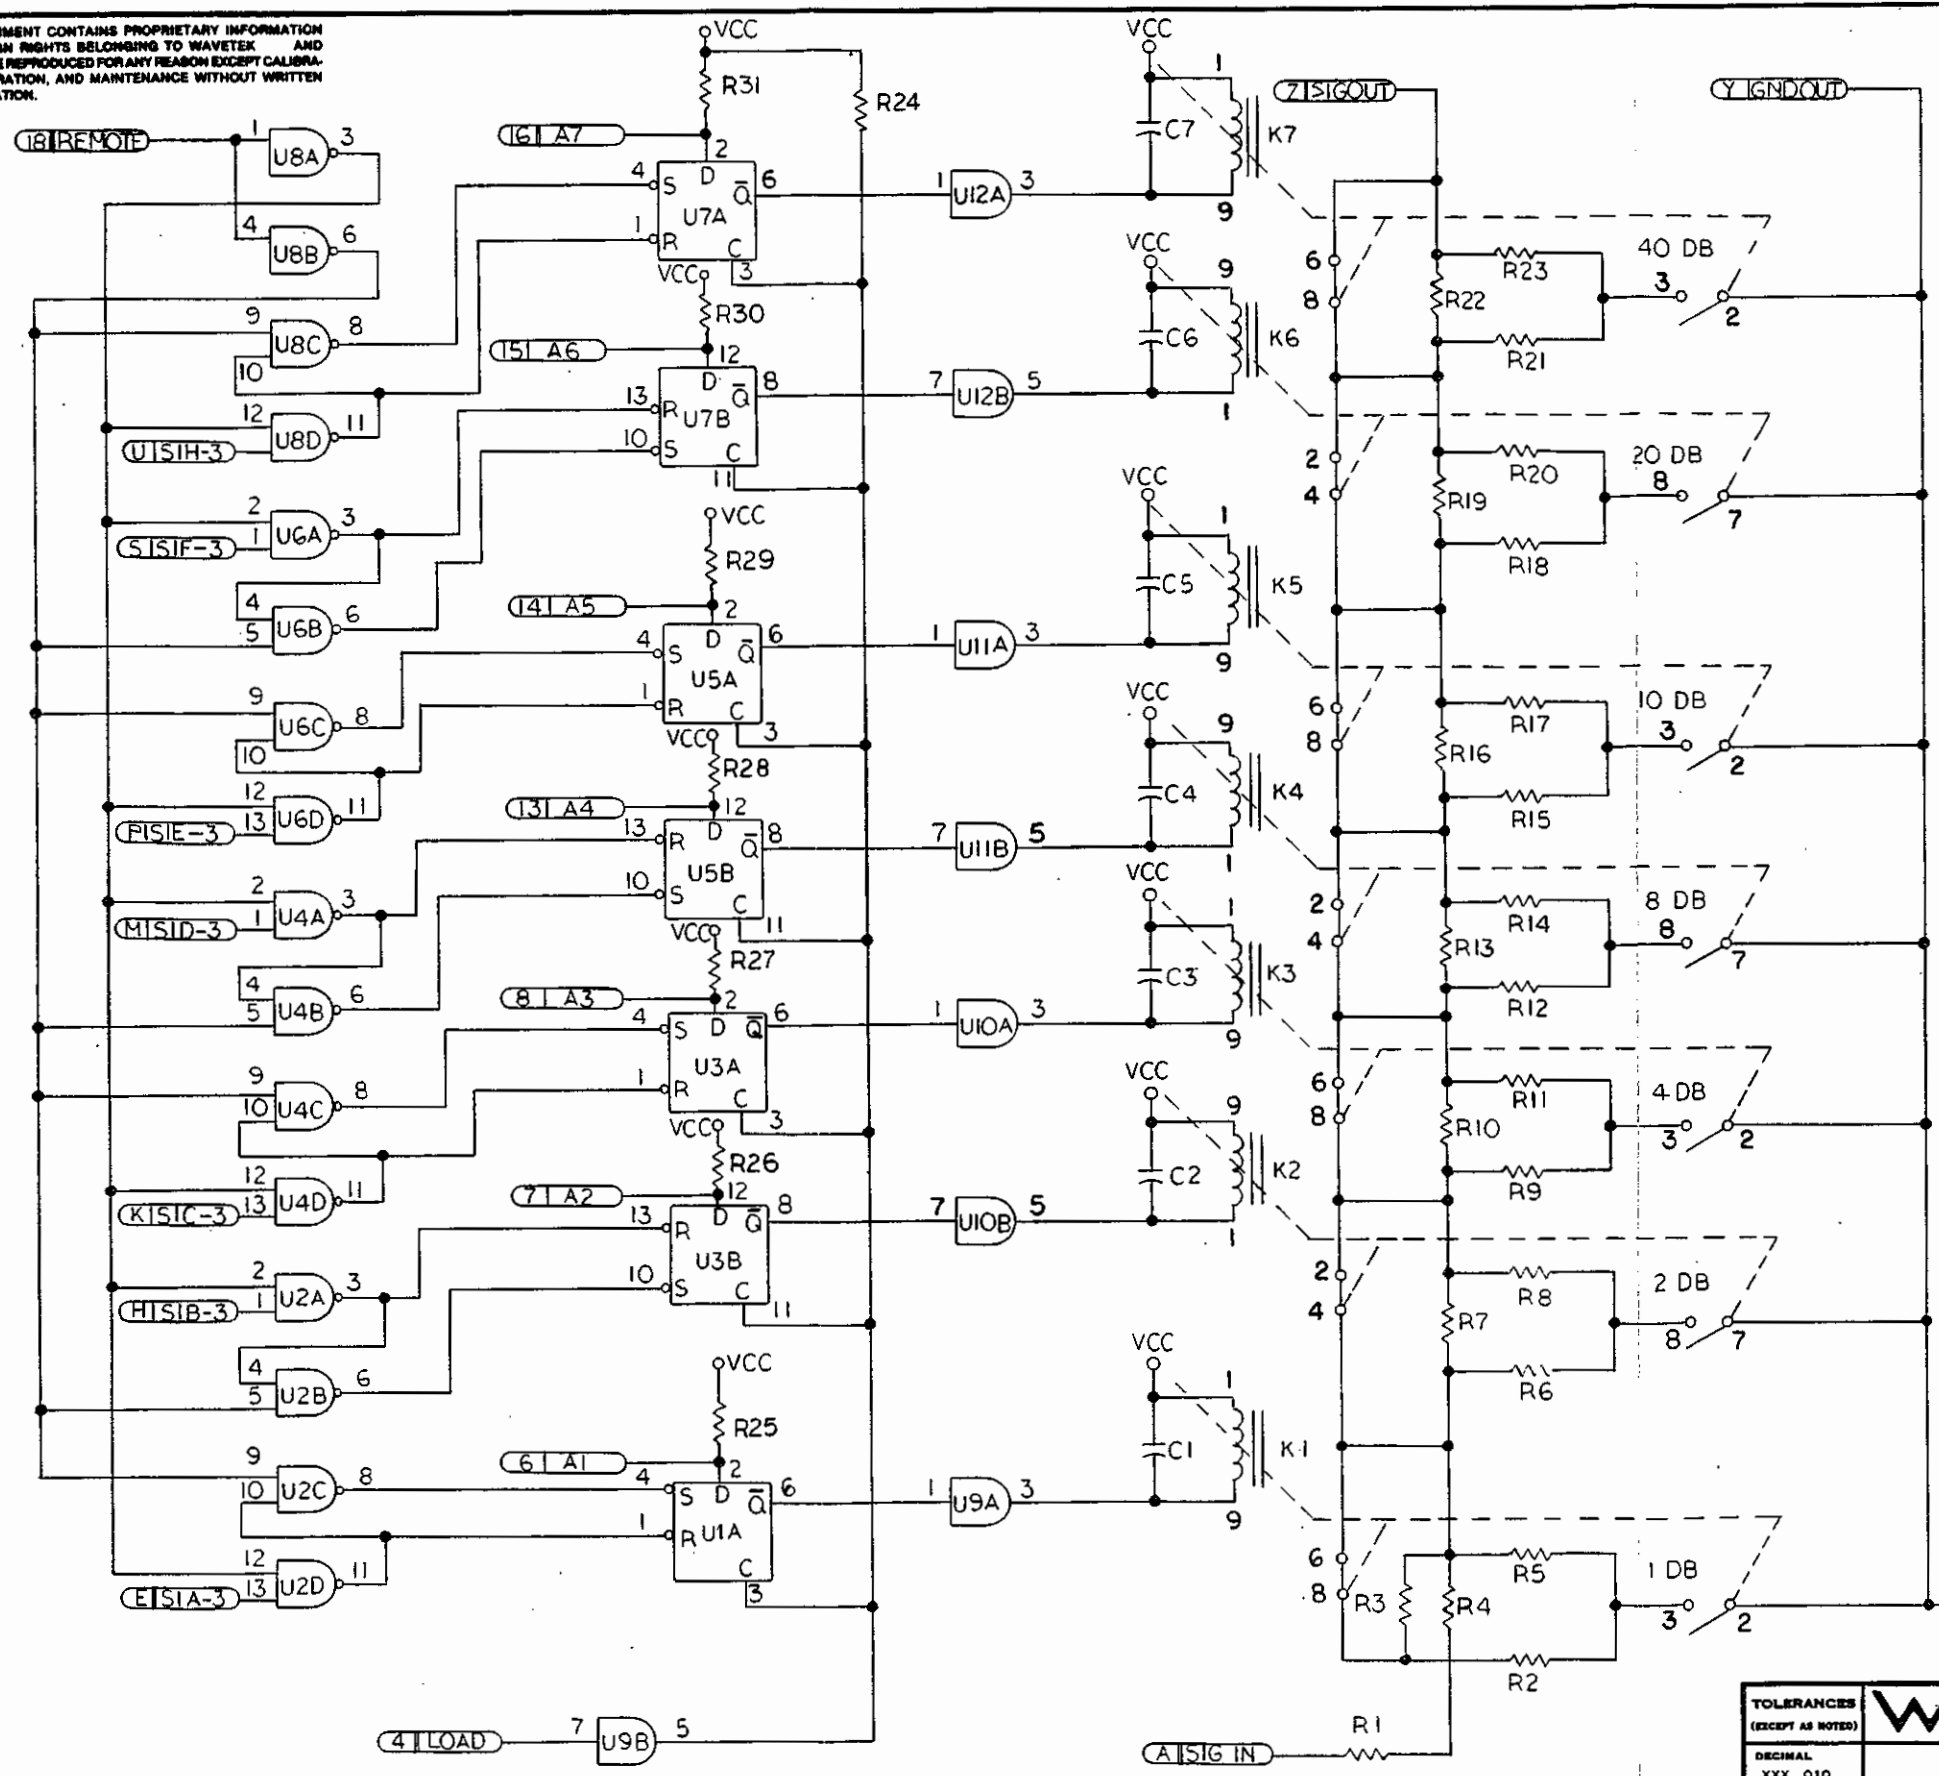 MENT CONTAINS PROPRIETARY INFORMATION
N RIGHTS BELONGING TO WAVETEK AND
E REPRODUCED FOR ANY REASON EXCEPT CALIBRA-
RATION, AND MAINTENANCE WITHOUT WRITTEN
ATION.
18 REMOTE
1 U8A 3
4 U8B 6
9 U8C 8
10
12 U8D 11
U S1H-3
2 U6A 3
S S1F-3 1
4 U6B 6
5
9 U6C 8
10
12 U6D 11
P S1E-3 13
2 U4A 3
M S1D-3 1
4 U4B 6
5
9 U4C 8
10
12 U4D 11
K S1C-3 13
2 U2A 3
H S1B-3 1
4 U2B 6
5
9 U2C 8
10
12 U2D 11
E S1A-3 13
4 LOAD 7 U9B 5
VCC
R31
R24
16 A7
2
4 S D Q 6
U7A
1 R C
3
VCC
R30
15 A6
12
D Q 8
13 R U7B
10 S C
11
VCC
R29
14 A5
2
4 S D Q 6
U5A
1 R C
3
VCC
R28
13 A4
12
13 R D Q 8
U5B
10 S C
11
VCC
R27
8 A3
2
4 S D Q 6
U3A
1 R C
3
VCC
R26
7 A2
12
13 R D Q 8
U3B
10 S C
11
VCC
R25
6 A1
2
4 S D Q 6
1 R U1A
C
3
VCC
1
C7 K7
1 U12A 3
9
VCC
9
C6 K6
7 U12B 5
1
VCC
1
C5 K5
1 U11A 3
9
VCC
9
C4 K4
7 U11B 5
1
VCC
1
C3 K3
1 U10A 3
9
VCC
9
C2 K2
7 U10B 5
1
VCC
1
C1 K1
1 U9A 3
9
Z SIGOUT
Y GNDOUT
6
8
R23
R22
R21
40 DB
3
2
2
4
R20
R19
R18
20 DB
8
7
6
8
R17
R16
R15
10 DB
3
2
2
4
R14
R13
R12
8 DB
8
7
6
8
R11
R10
R9
4 DB
3 2
2
4
R8
R7
R6
2 DB
8 7
6
8
R3
R5
R4
R2
1 DB
3 2
R1
A SIG IN
TOLERANCES
(EXCEPT AS NOTED)
DECIMAL
.XXX .010